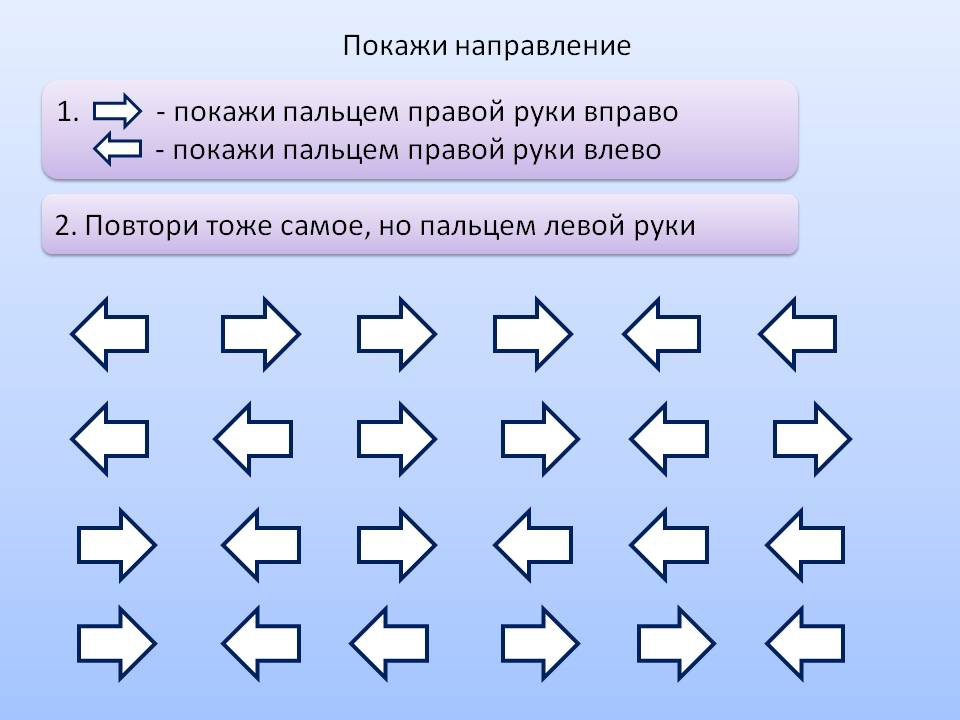 Покажи направление
1. - покажи пальцем правой руки вправо
- покажи пальцем правой руки влево
2. Повтори тоже самое, но пальцем левой руки